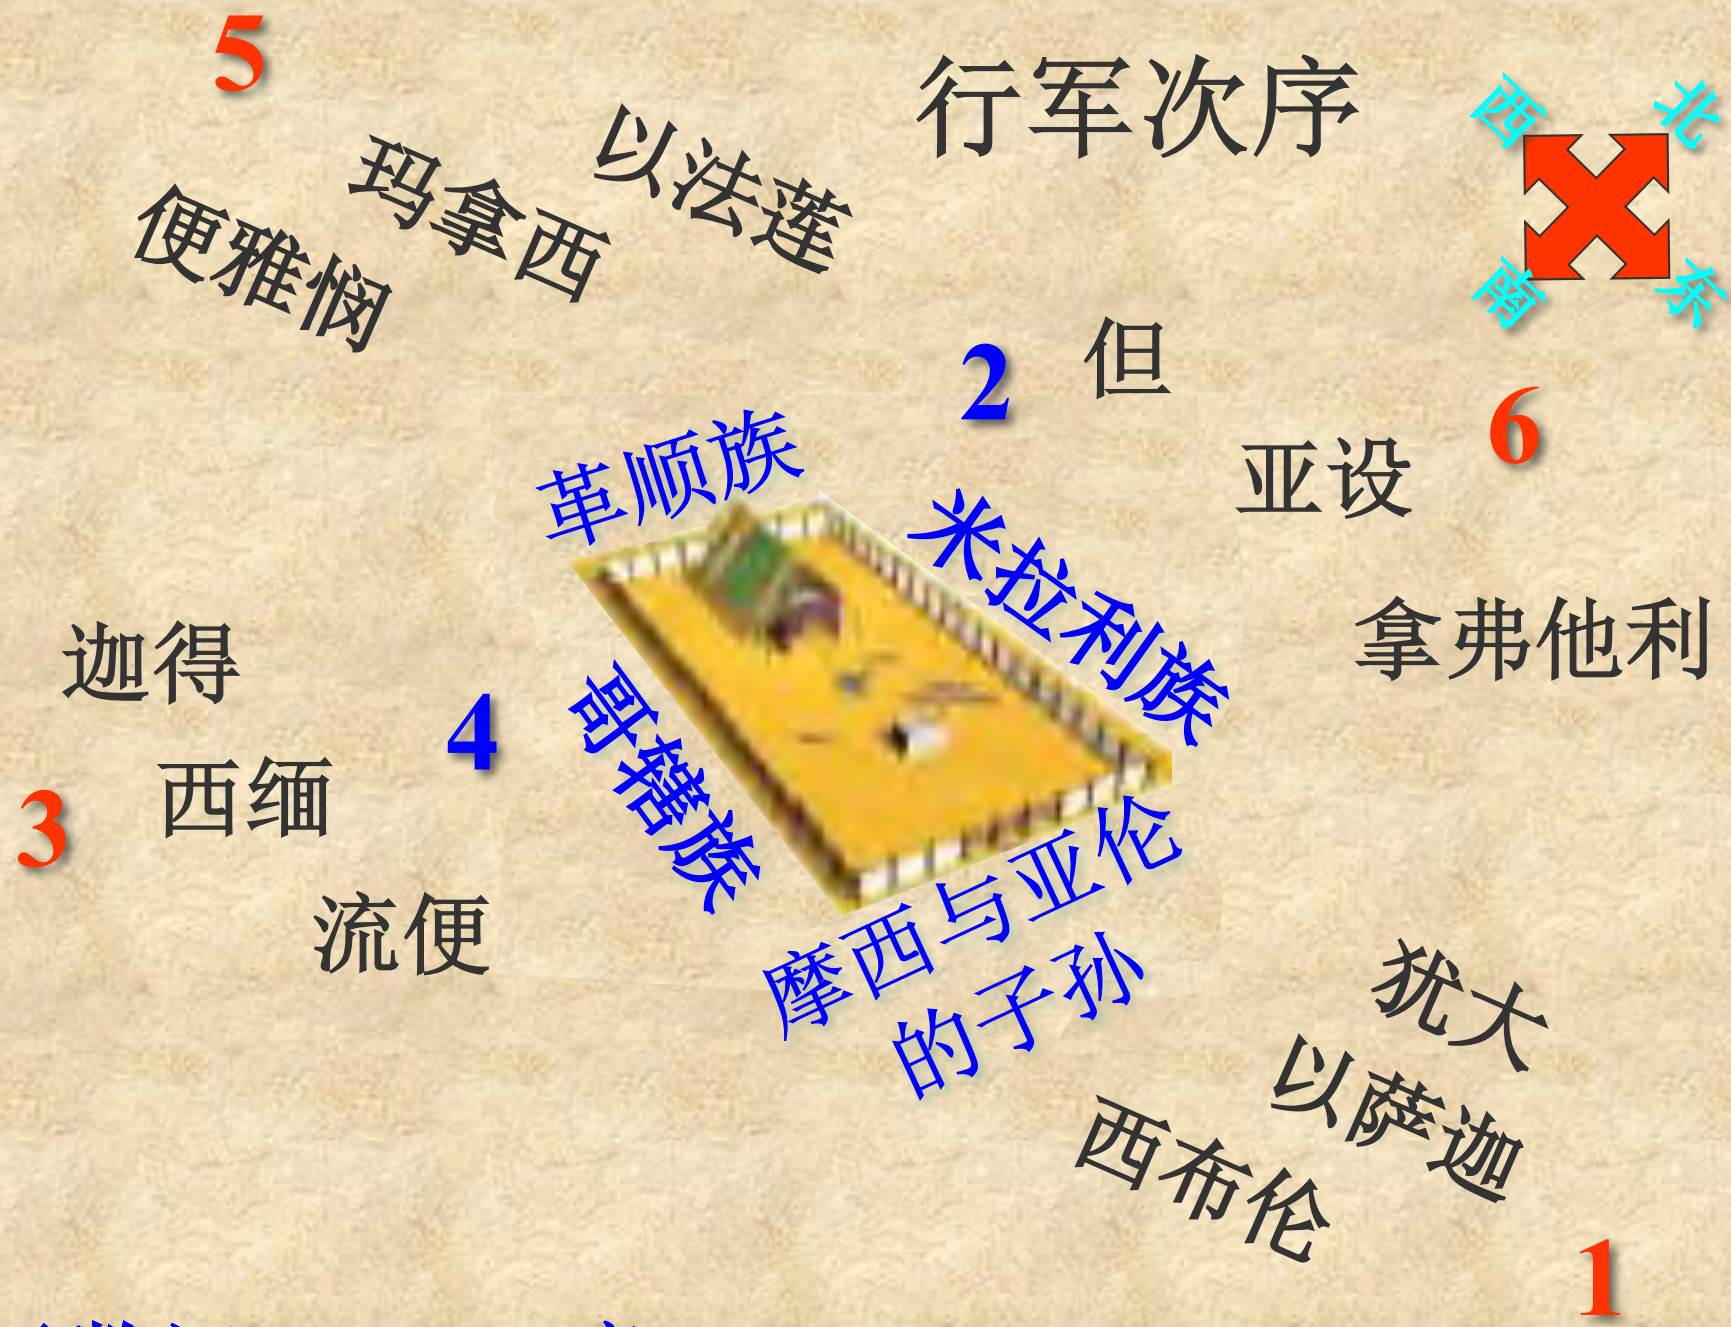 行军次序
西
北
南
东
5
以法莲
玛拿西
便雅悯
2
但
6
亚设
拿弗他利
革顺族
米拉利族
迦得
西缅
流便
3
4
哥辖族
摩西与亚伦
的子孙
犹大
以萨迦
西布伦
1